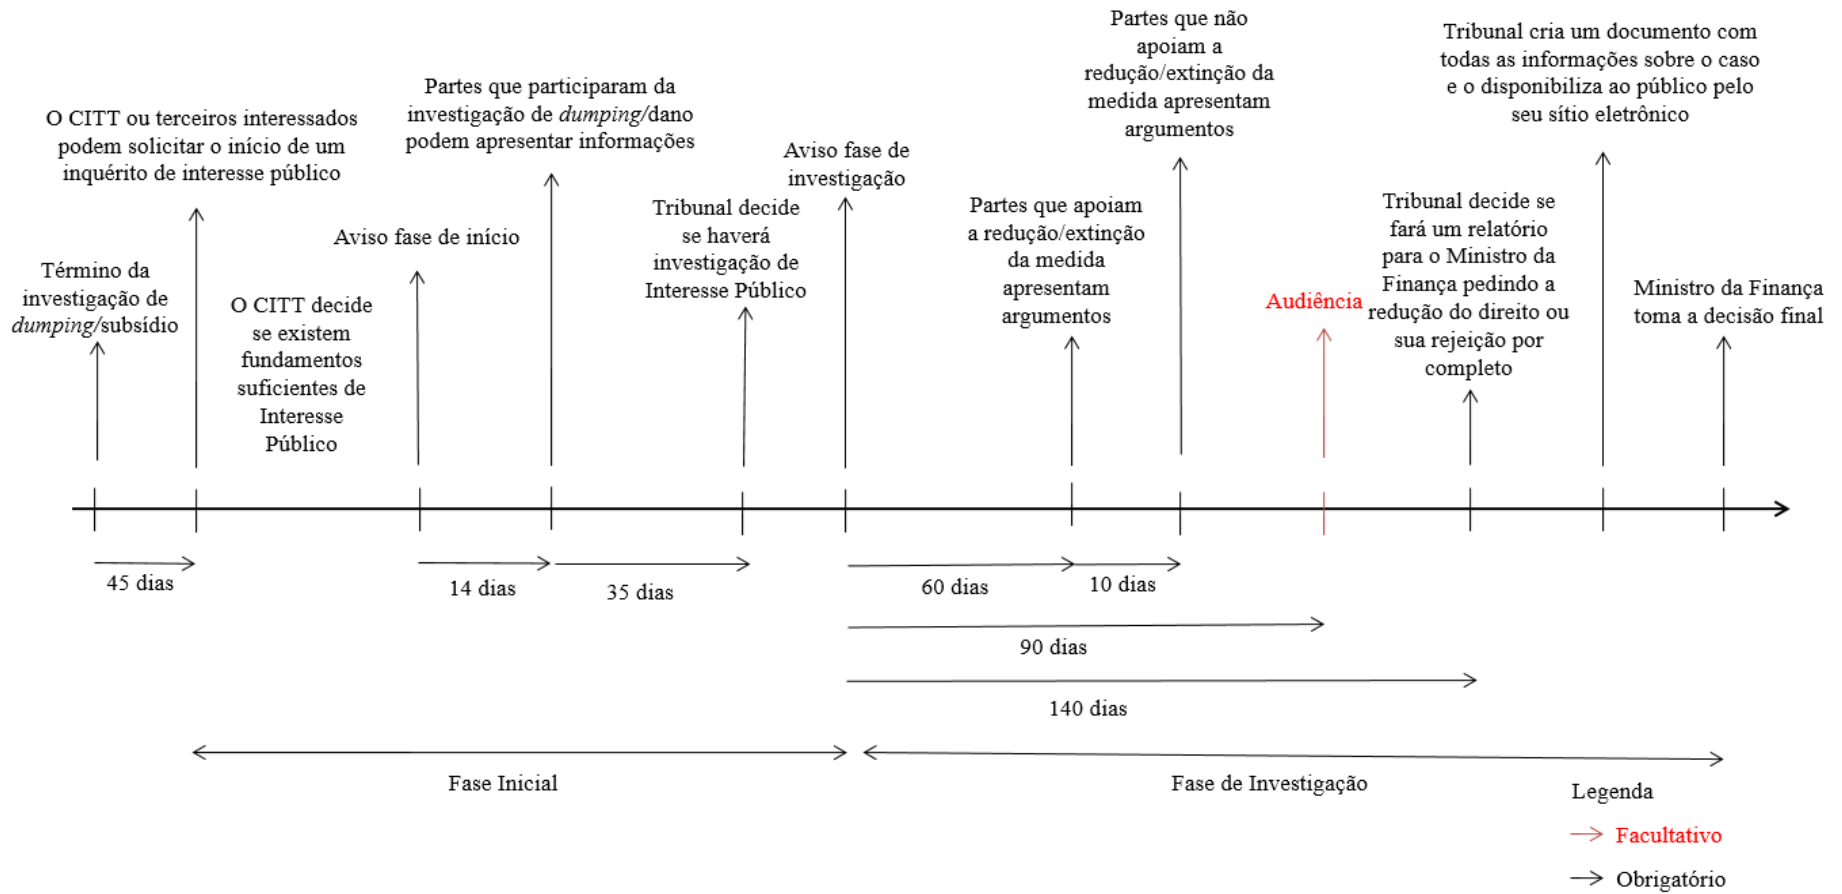 Término da
investigação de
dumping/subsídio
O CITT ou terceiros interessados
podem solicitar o início de um
inquérito de interesse público
O CITT decide
se existem
fundamentos
suficientes de
Interesse
Público
Aviso fase de início
Partes que participaram da
investigação de dumping/dano
podem apresentar informações
Tribunal decide
se haverá
investigação de
Interesse Público
Aviso fase de
investigação
Partes que apoiam
a redução/extinção
da medida
apresentam
argumentos
Partes que não
apoiam a
redução/extinção da
medida apresentam
argumentos
Audiência
Tribunal decide se
fará um relatório
para o Ministro da
Finança pedindo a
redução do direito ou
sua rejeição por
completo
Tribunal cria um documento com
todas as informações sobre o caso
e o disponibiliza ao público pelo
seu sítio eletrônico
Ministro da Finança
toma a decisão final
45 dias
14 dias
35 dias
60 dias
10 dias
90 dias
140 dias
Fase Inicial
Fase de Investigação
Legenda
Facultativo
Obrigatório